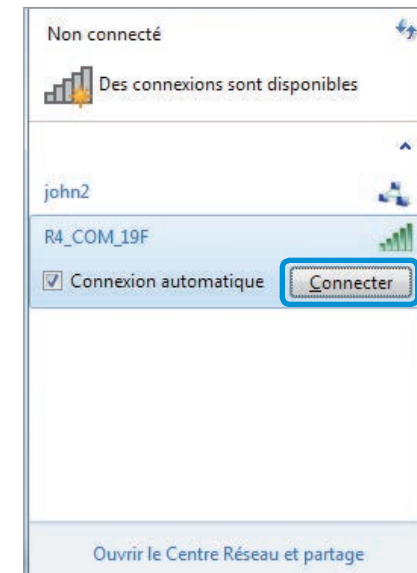 Non connecté
Des connexions sont disponibles
john2
R4_COM_19F
Connexion automatique Connecter
Ouvrir le Centre Réseau et partage